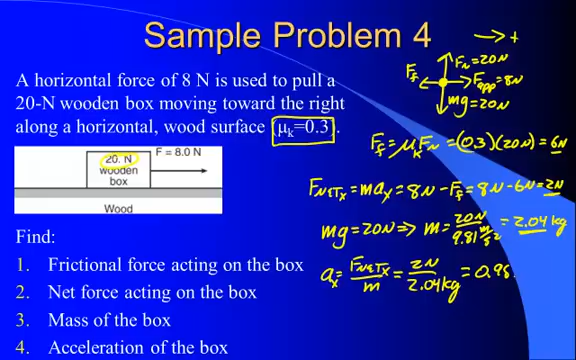 Sample Problem 4
A horizontal force of 8 N is used to pull a
20-N wooden box moving toward the right
along a horizontal, wood surface (μk=0.3).
20. N
wooden
box
F = 8.0 N
Wood
Find:
1. Frictional force acting on the box
2. Net force acting on the box
3. Mass of the box
4. Acceleration of the box
+
FN=20N
Ff
Fapp=8N
mg=20N
Ff=μkFN=(0.3)(20N)=6N
FNETx=max=8N-Ff=8N-6N=2N
mg=20N⇒m=20N/9.81 m/s²=2.04kg
ax=FNETx/m=2N/2.04kg=0.98